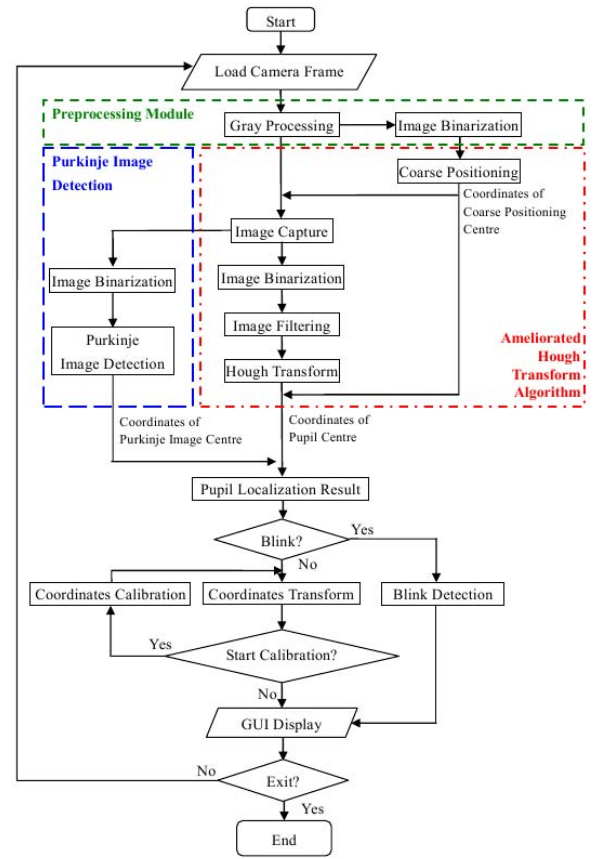 Start
Load Camera Frame
Preprocessing Module
Gray Processing
Image Binarization
Purkinje Image
Detection
Coarse Positioning
Coordinates of
Coarse Positioning
Centre
Image Capture
Image Binarization
Image Binarization
Image Filtering
Purkinje
Image Detection
Hough Transform
Ameliorated
Hough
Transform
Algorithm
Coordinates of
Purkinje Image Centre
Coordinates of
Pupil Centre
Pupil Localization Result
Blink?
Yes
No
Coordinates Calibration
Coordinates Transform
Blink Detection
Yes
Start Calibration?
No
GUI Display
No
Exit?
Yes
End